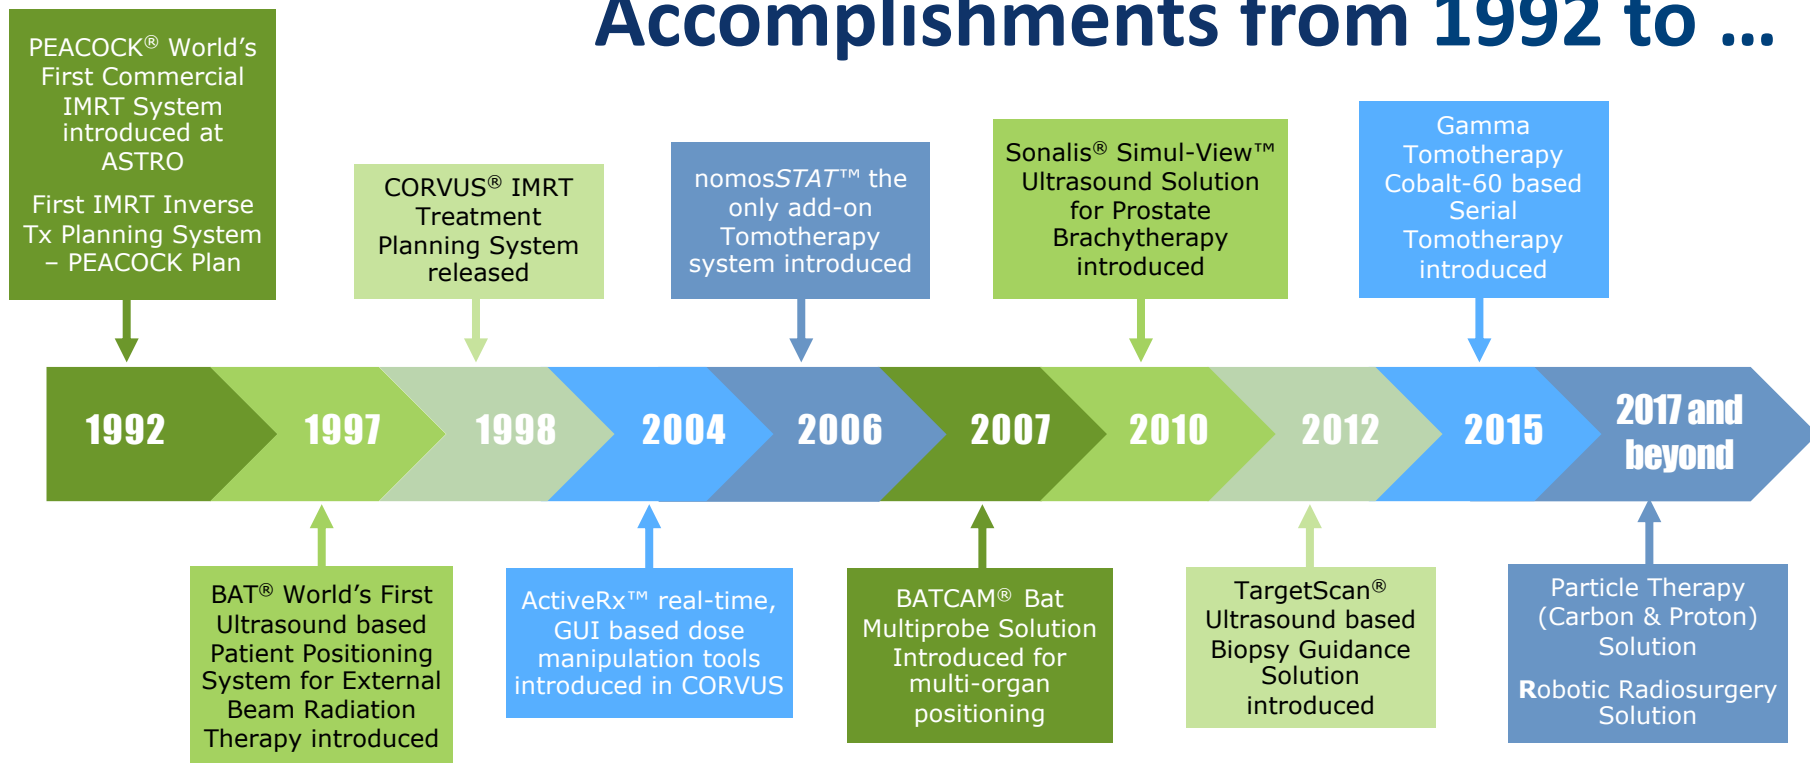 Accomplishments from 1992 to …
PEACOCK® World’s
First Commercial
IMRT System
introduced at
ASTRO
First IMRT Inverse
Tx Planning System
– PEACOCK Plan
CORVUS® IMRT
Treatment
Planning System
released
nomosSTAT™ the
only add-on
Tomotherapy
system introduced
Sonalis® Simul-View™
Ultrasound Solution
for Prostate
Brachytherapy
introduced
Gamma
Tomotherapy
Cobalt-60 based
Serial
Tomotherapy
introduced
1992
1997
1998
2004
2006
2007
2010
2012
2015
2017 and
beyond
BAT® World’s First
Ultrasound based
Patient Positioning
System for External
Beam Radiation
Therapy introduced
ActiveRx™ real-time,
GUI based dose
manipulation tools
introduced in CORVUS
BATCAM® Bat
Multiprobe Solution
Introduced for
multi-organ
positioning
TargetScan®
Ultrasound based
Biopsy Guidance
Solution
introduced
Particle Therapy
(Carbon & Proton)
Solution
Robotic Radiosurgery
Solution